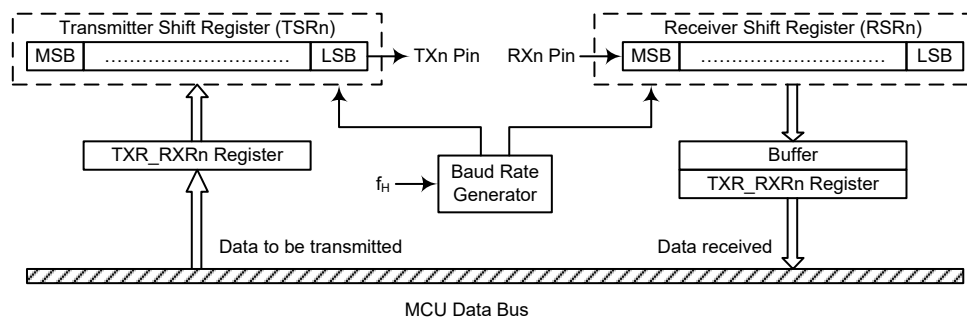 Transmitter Shift Register (TSRn)
MSB ………………………… LSB
TXn Pin
RXn Pin
Receiver Shift Register (RSRn)
MSB ………………………… LSB
TXR_RXRn Register
fH
Baud Rate
Generator
Buffer
TXR_RXRn Register
Data to be transmitted
Data received
MCU Data Bus